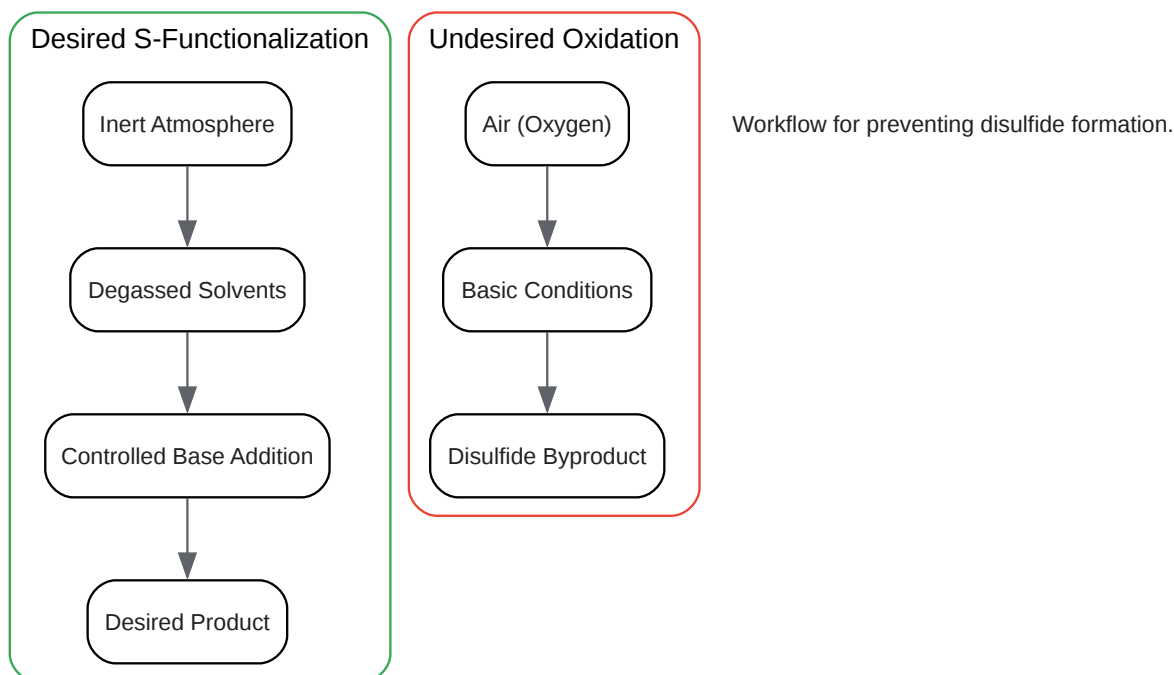 Desired S-Functionalization
Inert Atmosphere
Degassed Solvents
Controlled Base Addition
Desired Product
Undesired Oxidation
Air (Oxygen)
Basic Conditions
Disulfide Byproduct
Workflow for preventing disulfide formation.